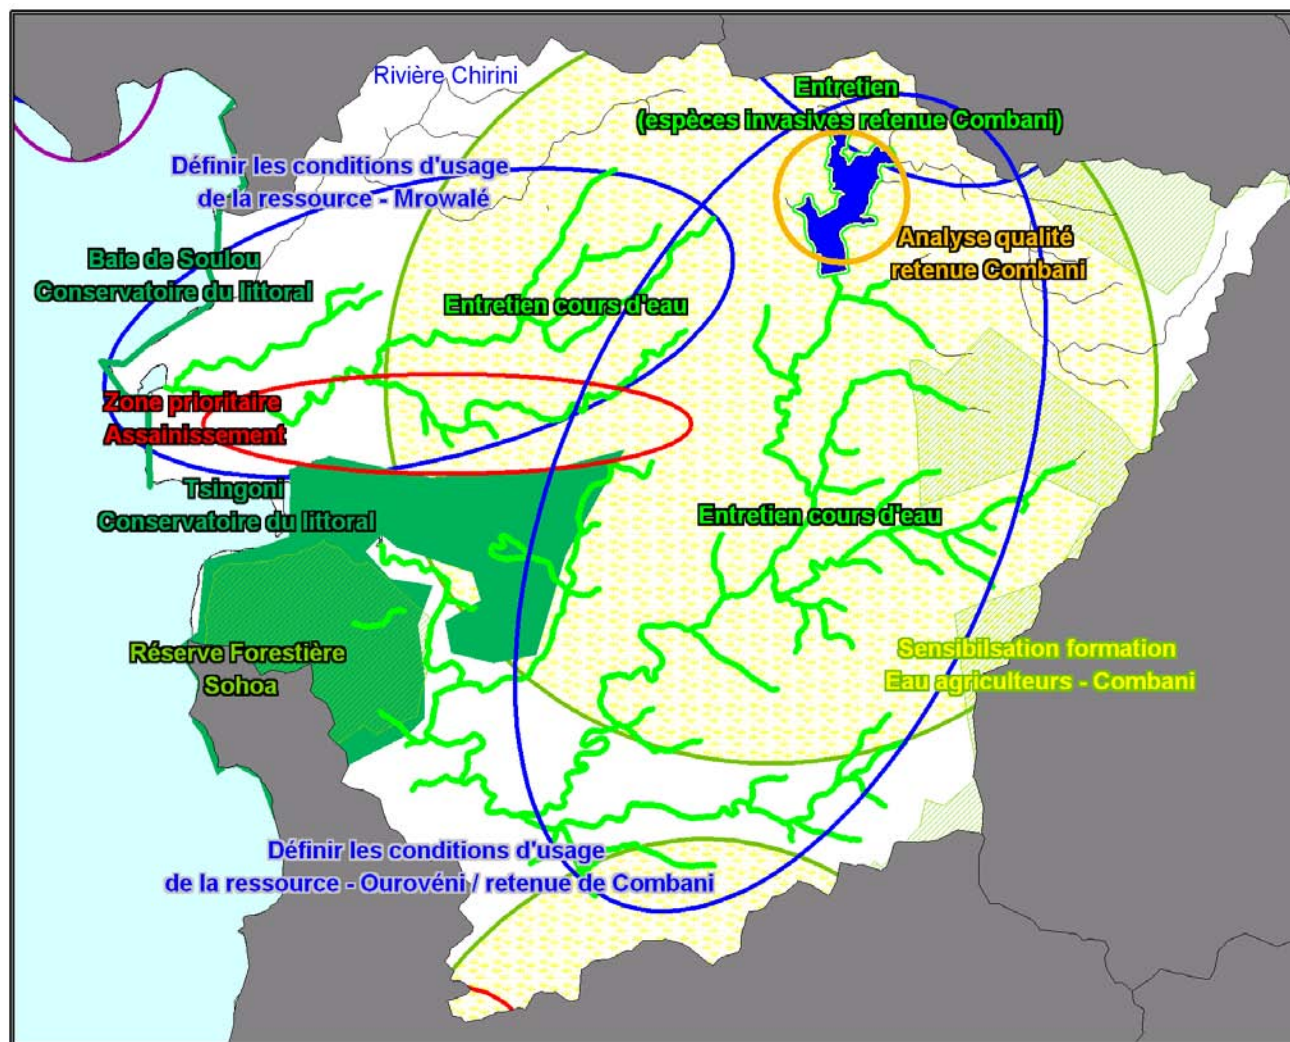 Rivière Chirini
Entretien
(espèces invasives retenue Combani)
Définir les conditions d'usage
de la ressource - Mrowalé
Analyse qualité
retenue Combani
Baie de Soulou
Conservatoire du littoral
Entretien cours d'eau
Zone prioritaire
Assainissement
Tsingoni
Conservatoire du littoral
Entretien cours d'eau
Réserve Forestière
Sohoa
Sensibilsation formation
Eau agriculteurs - Combani
Définir les conditions d'usage
de la ressource - Ourovéni / retenue de Combani